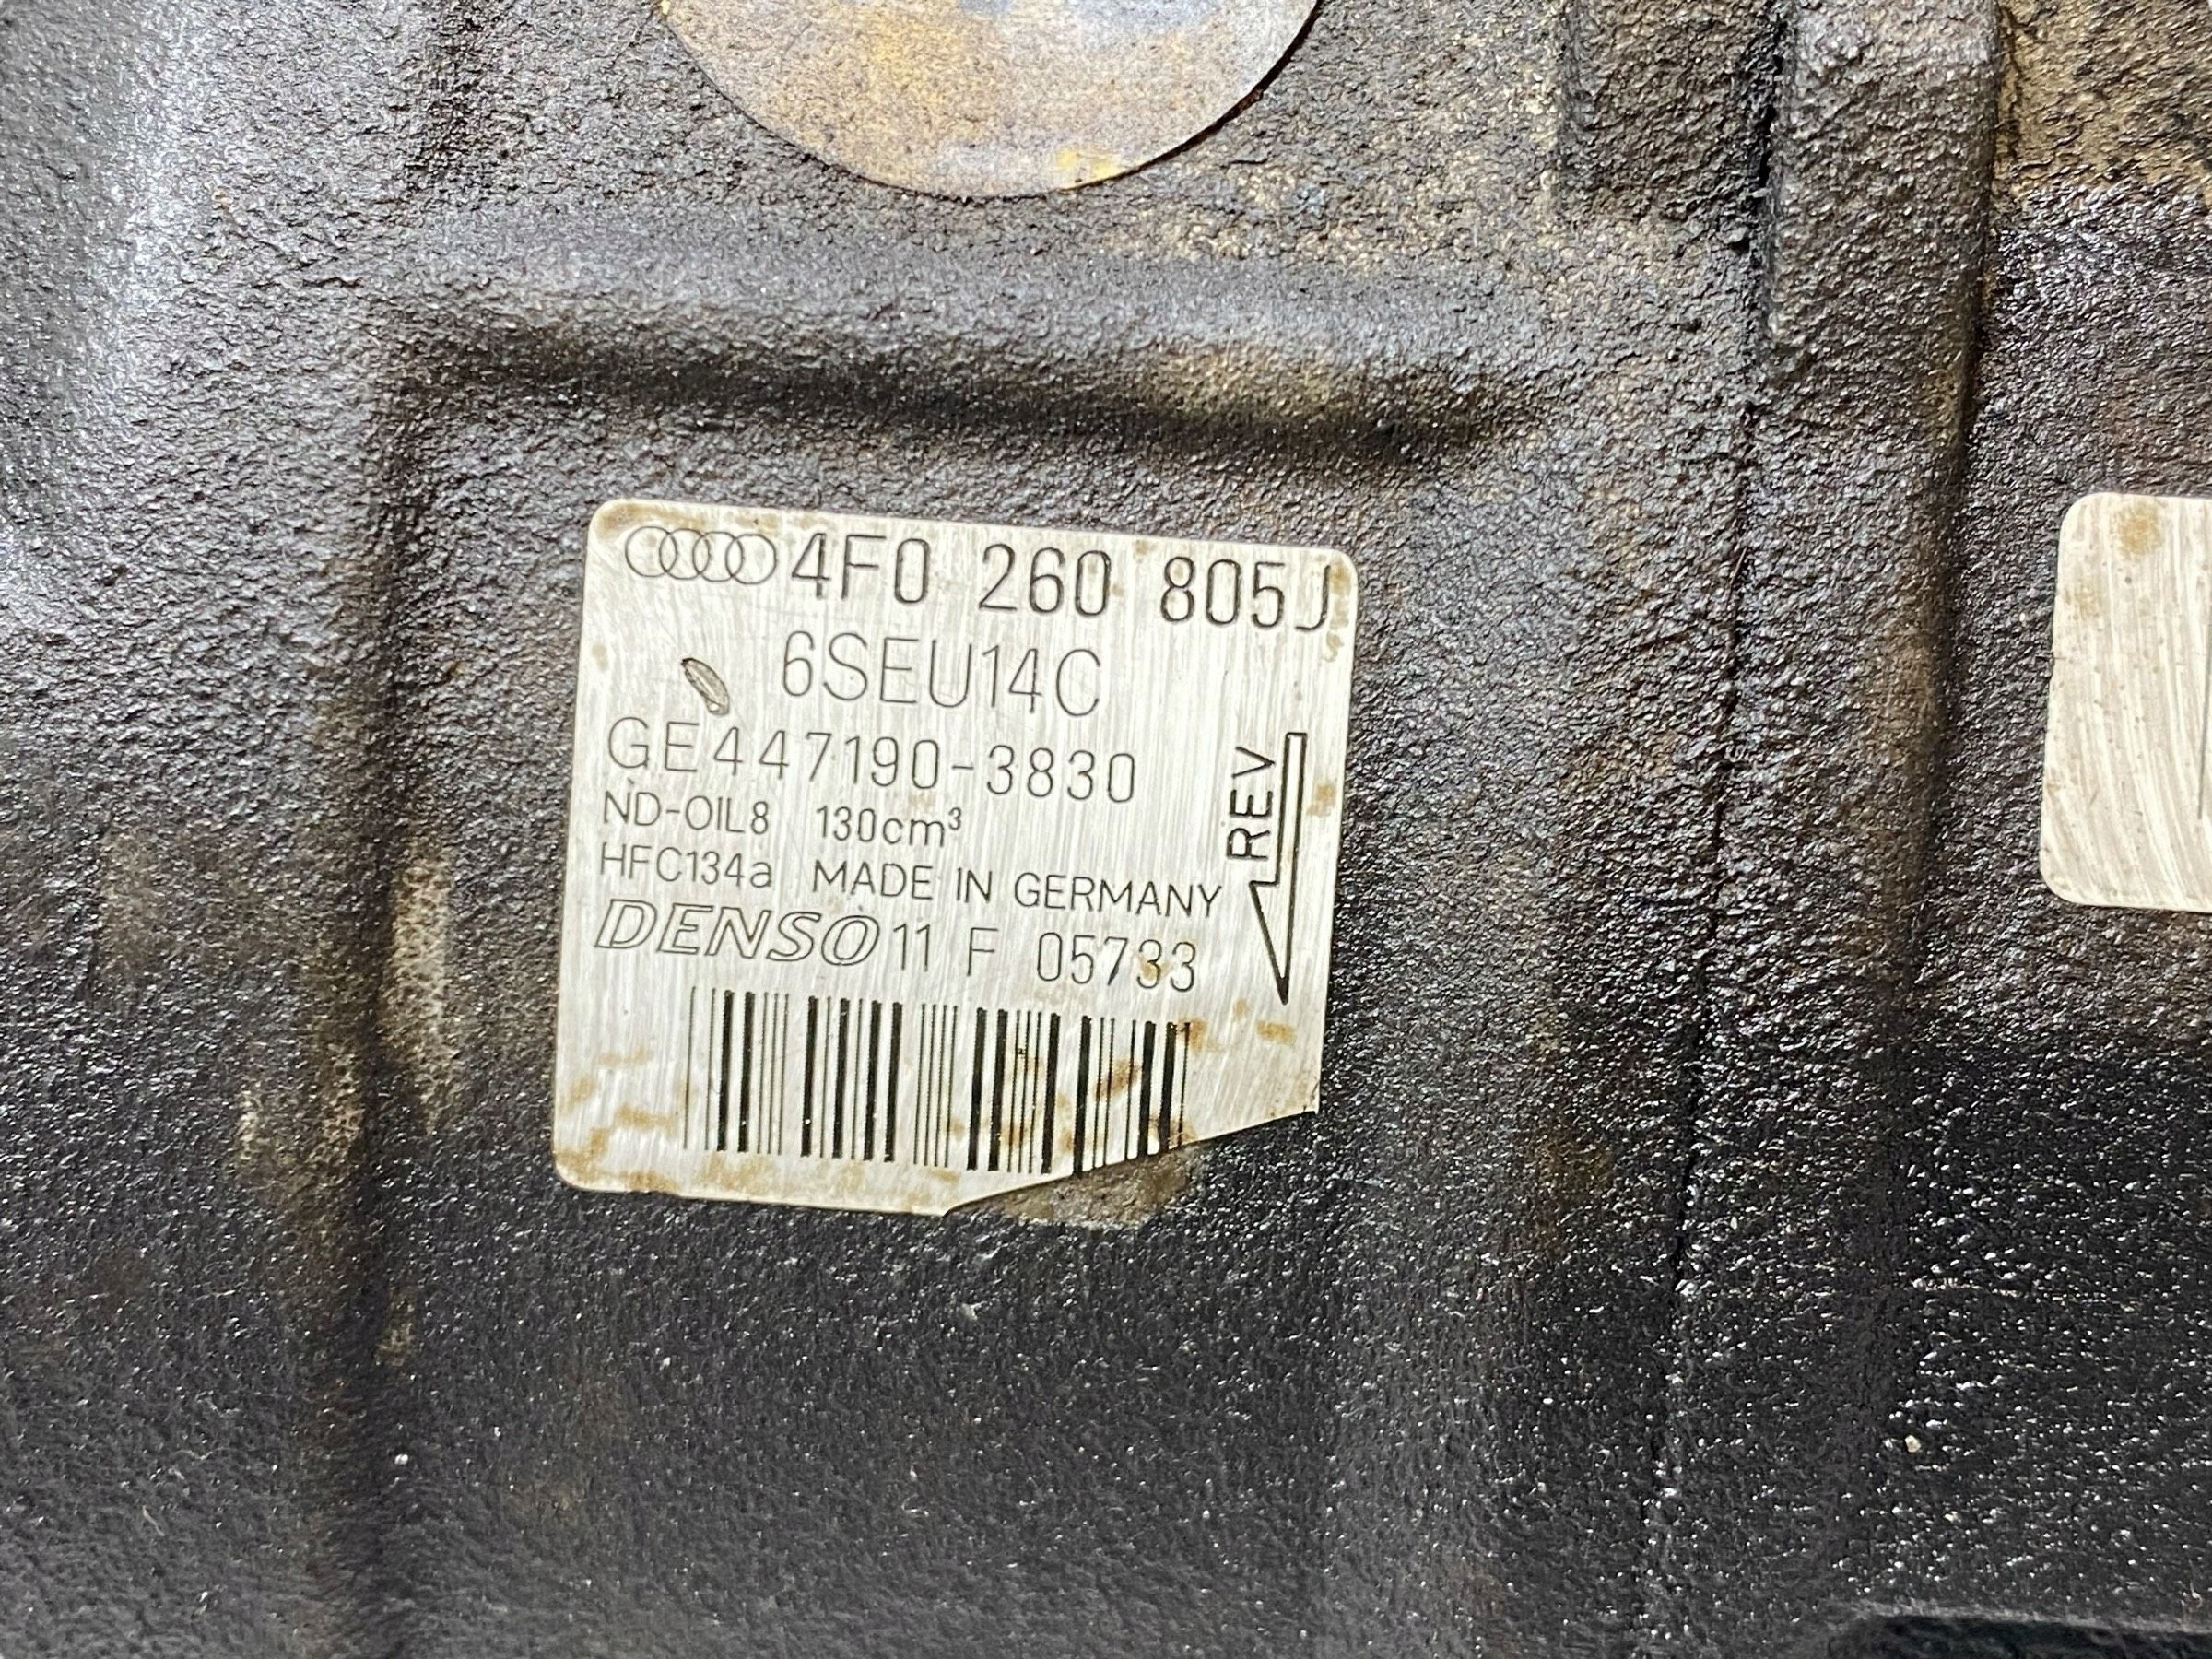 4F0 260 805J
6SEU14C
GE447190-3830
ND-OIL8 130cm³
HFC134a MADE IN GERMANY
DENSO 11 F 05733
REV